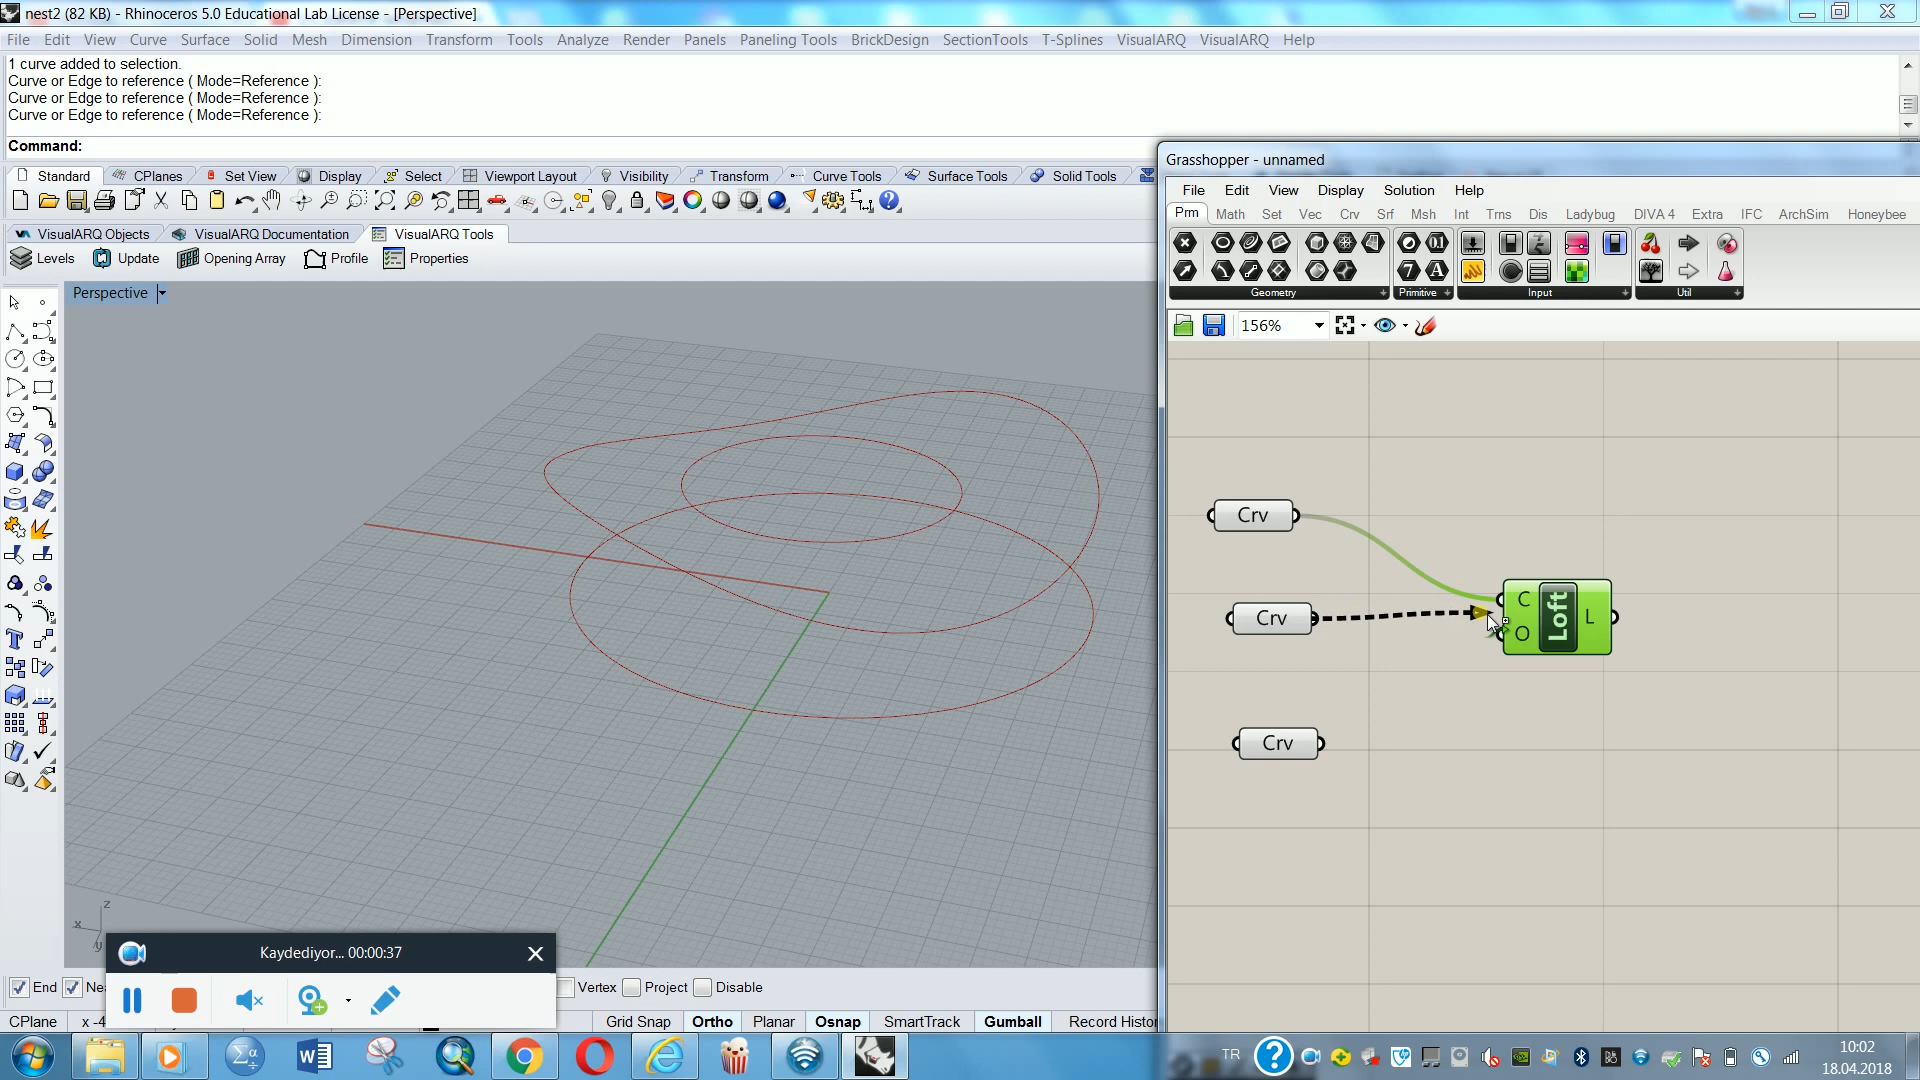 nest2 (82 KB) - Rhinoceros 5.0 Educational Lab License - [Perspective]
File Edit View Curve Surface Solid Mesh Dimension Transform Tools Analyze Render Panels Paneling Tools BrickDesign SectionTools T-Splines VisualARQ VisualARQ Help
1 curve added to selection.
Curve or Edge to reference ( Mode=Reference ):
Curve or Edge to reference ( Mode=Reference ):
Curve or Edge to reference ( Mode=Reference ):
Command:
Standard CPlanes Set View Display Select Viewport Layout Visibility Transform Curve Tools Surface Tools Solid Tools
VisualARQ Objects VisualARQ Documentation VisualARQ Tools
Levels Update Opening Array Profile Properties
Perspective
z
x
y
Grasshopper - unnamed
File Edit View Display Solution Help
Prm Math Set Vec Crv Srf Msh Int Trns Dis Ladybug DIVA 4 Extra IFC ArchSim Honeybee
Geometry Primitive Input Util
156%
Crv
Crv
Crv
C
O
Loft
L
Kaydediyor... 00:00:37
End Vertex Project Disable
CPlane x -4 Grid Snap Ortho Planar Osnap SmartTrack Gumball Record Histor
TR
10:02
18.04.2018